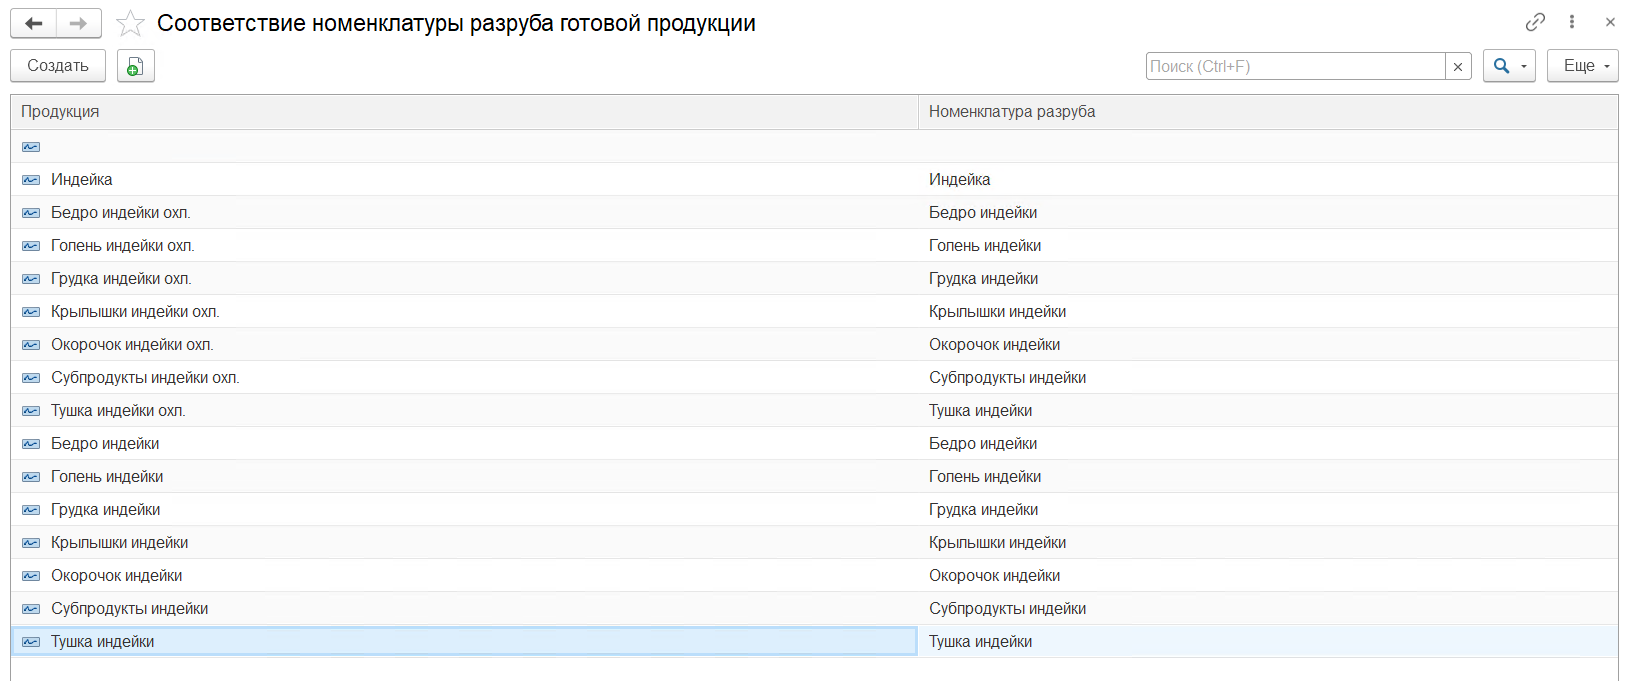 Соответствие номенклатуры разруба готовой продукции
Создать
Поиск (Ctrl+F)
Еще
Продукция Номенклатура разруба
Индейка Индейка
Бедро индейки охл. Бедро индейки
Голень индейки охл. Голень индейки
Грудка индейки охл. Грудка индейки
Крылышки индейки охл. Крылышки индейки
Окорочок индейки охл. Окорочок индейки
Субпродукты индейки охл. Субпродукты индейки
Тушка индейки охл. Тушка индейки
Бедро индейки Бедро индейки
Голень индейки Голень индейки
Грудка индейки Грудка индейки
Крылышки индейки Крылышки индейки
Окорочок индейки Окорочок индейки
Субпродукты индейки Субпродукты индейки
Тушка индейки Тушка индейки